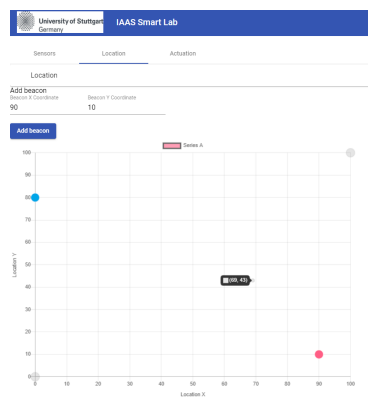 University of Stuttgart
Germany
IAAS Smart Lab
Sensors
Location
Actuation
Location
Add beacon
Beacon X Coordinate
Beacon Y Coordinate
90
10
Add beacon
Series A
100
90
80
70
60
50
40
30
20
10
0
Location Y
(69, 43)
0
10
20
30
40
50
60
70
80
90
100
Location X